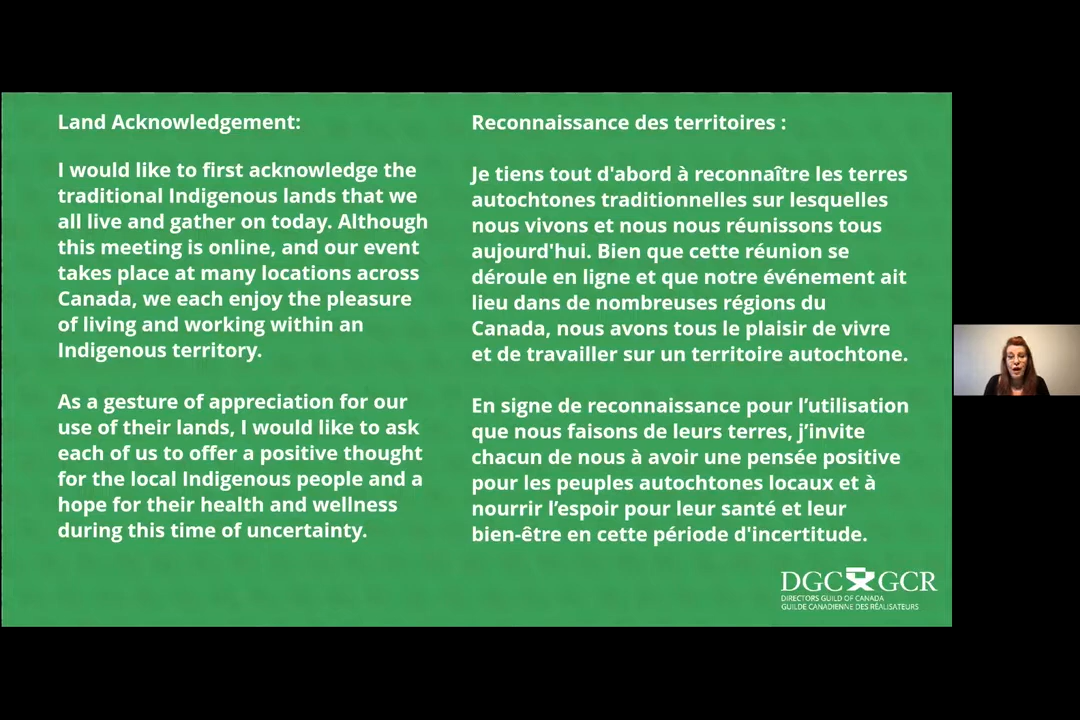 Land Acknowledgement:
I would like to first acknowledge the
traditional Indigenous lands that we
all live and gather on today. Although
this meeting is online, and our event
takes place at many locations across
Canada, we each enjoy the pleasure
of living and working within an
Indigenous territory.
As a gesture of appreciation for our
use of their lands, I would like to ask
each of us to offer a positive thought
for the local Indigenous people and a
hope for their health and wellness
during this time of uncertainty.
Reconnaissance des territoires :
Je tiens tout d'abord à reconnaître les terres
autochtones traditionnelles sur lesquelles
nous vivons et nous nous réunissons tous
aujourd'hui. Bien que cette réunion se
déroule en ligne et que notre événement ait
lieu dans de nombreuses régions du
Canada, nous avons tous le plaisir de vivre
et de travailler sur un territoire autochtone.
En signe de reconnaissance pour l’utilisation
que nous faisons de leurs terres, j’invite
chacun de nous à avoir une pensée positive
pour les peuples autochtones locaux et à
nourrir l’espoir pour leur santé et leur
bien-être en cette période d'incertitude.
DGC GCR
DIRECTORS GUILD OF CANADA
GUILDE CANADIENNE DES RÉALISATEURS